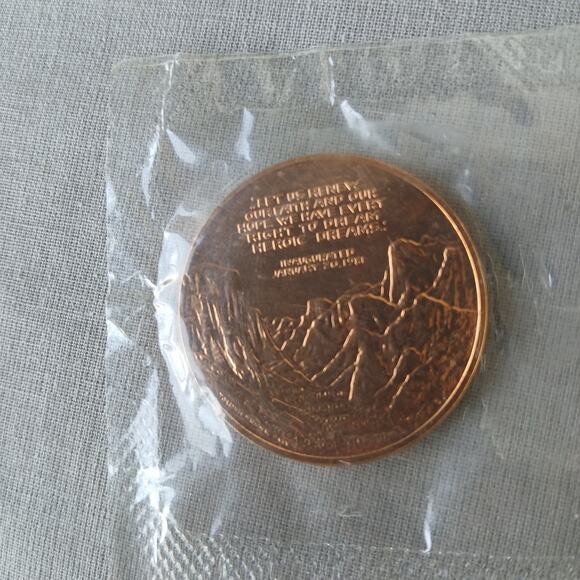 "LET US RENEW
OUR FAITH AND OUR
HOPE. WE HAVE EVERY
RIGHT TO DREAM
HEROIC DREAMS."
INAUGURATED
JANUARY 20, 1981